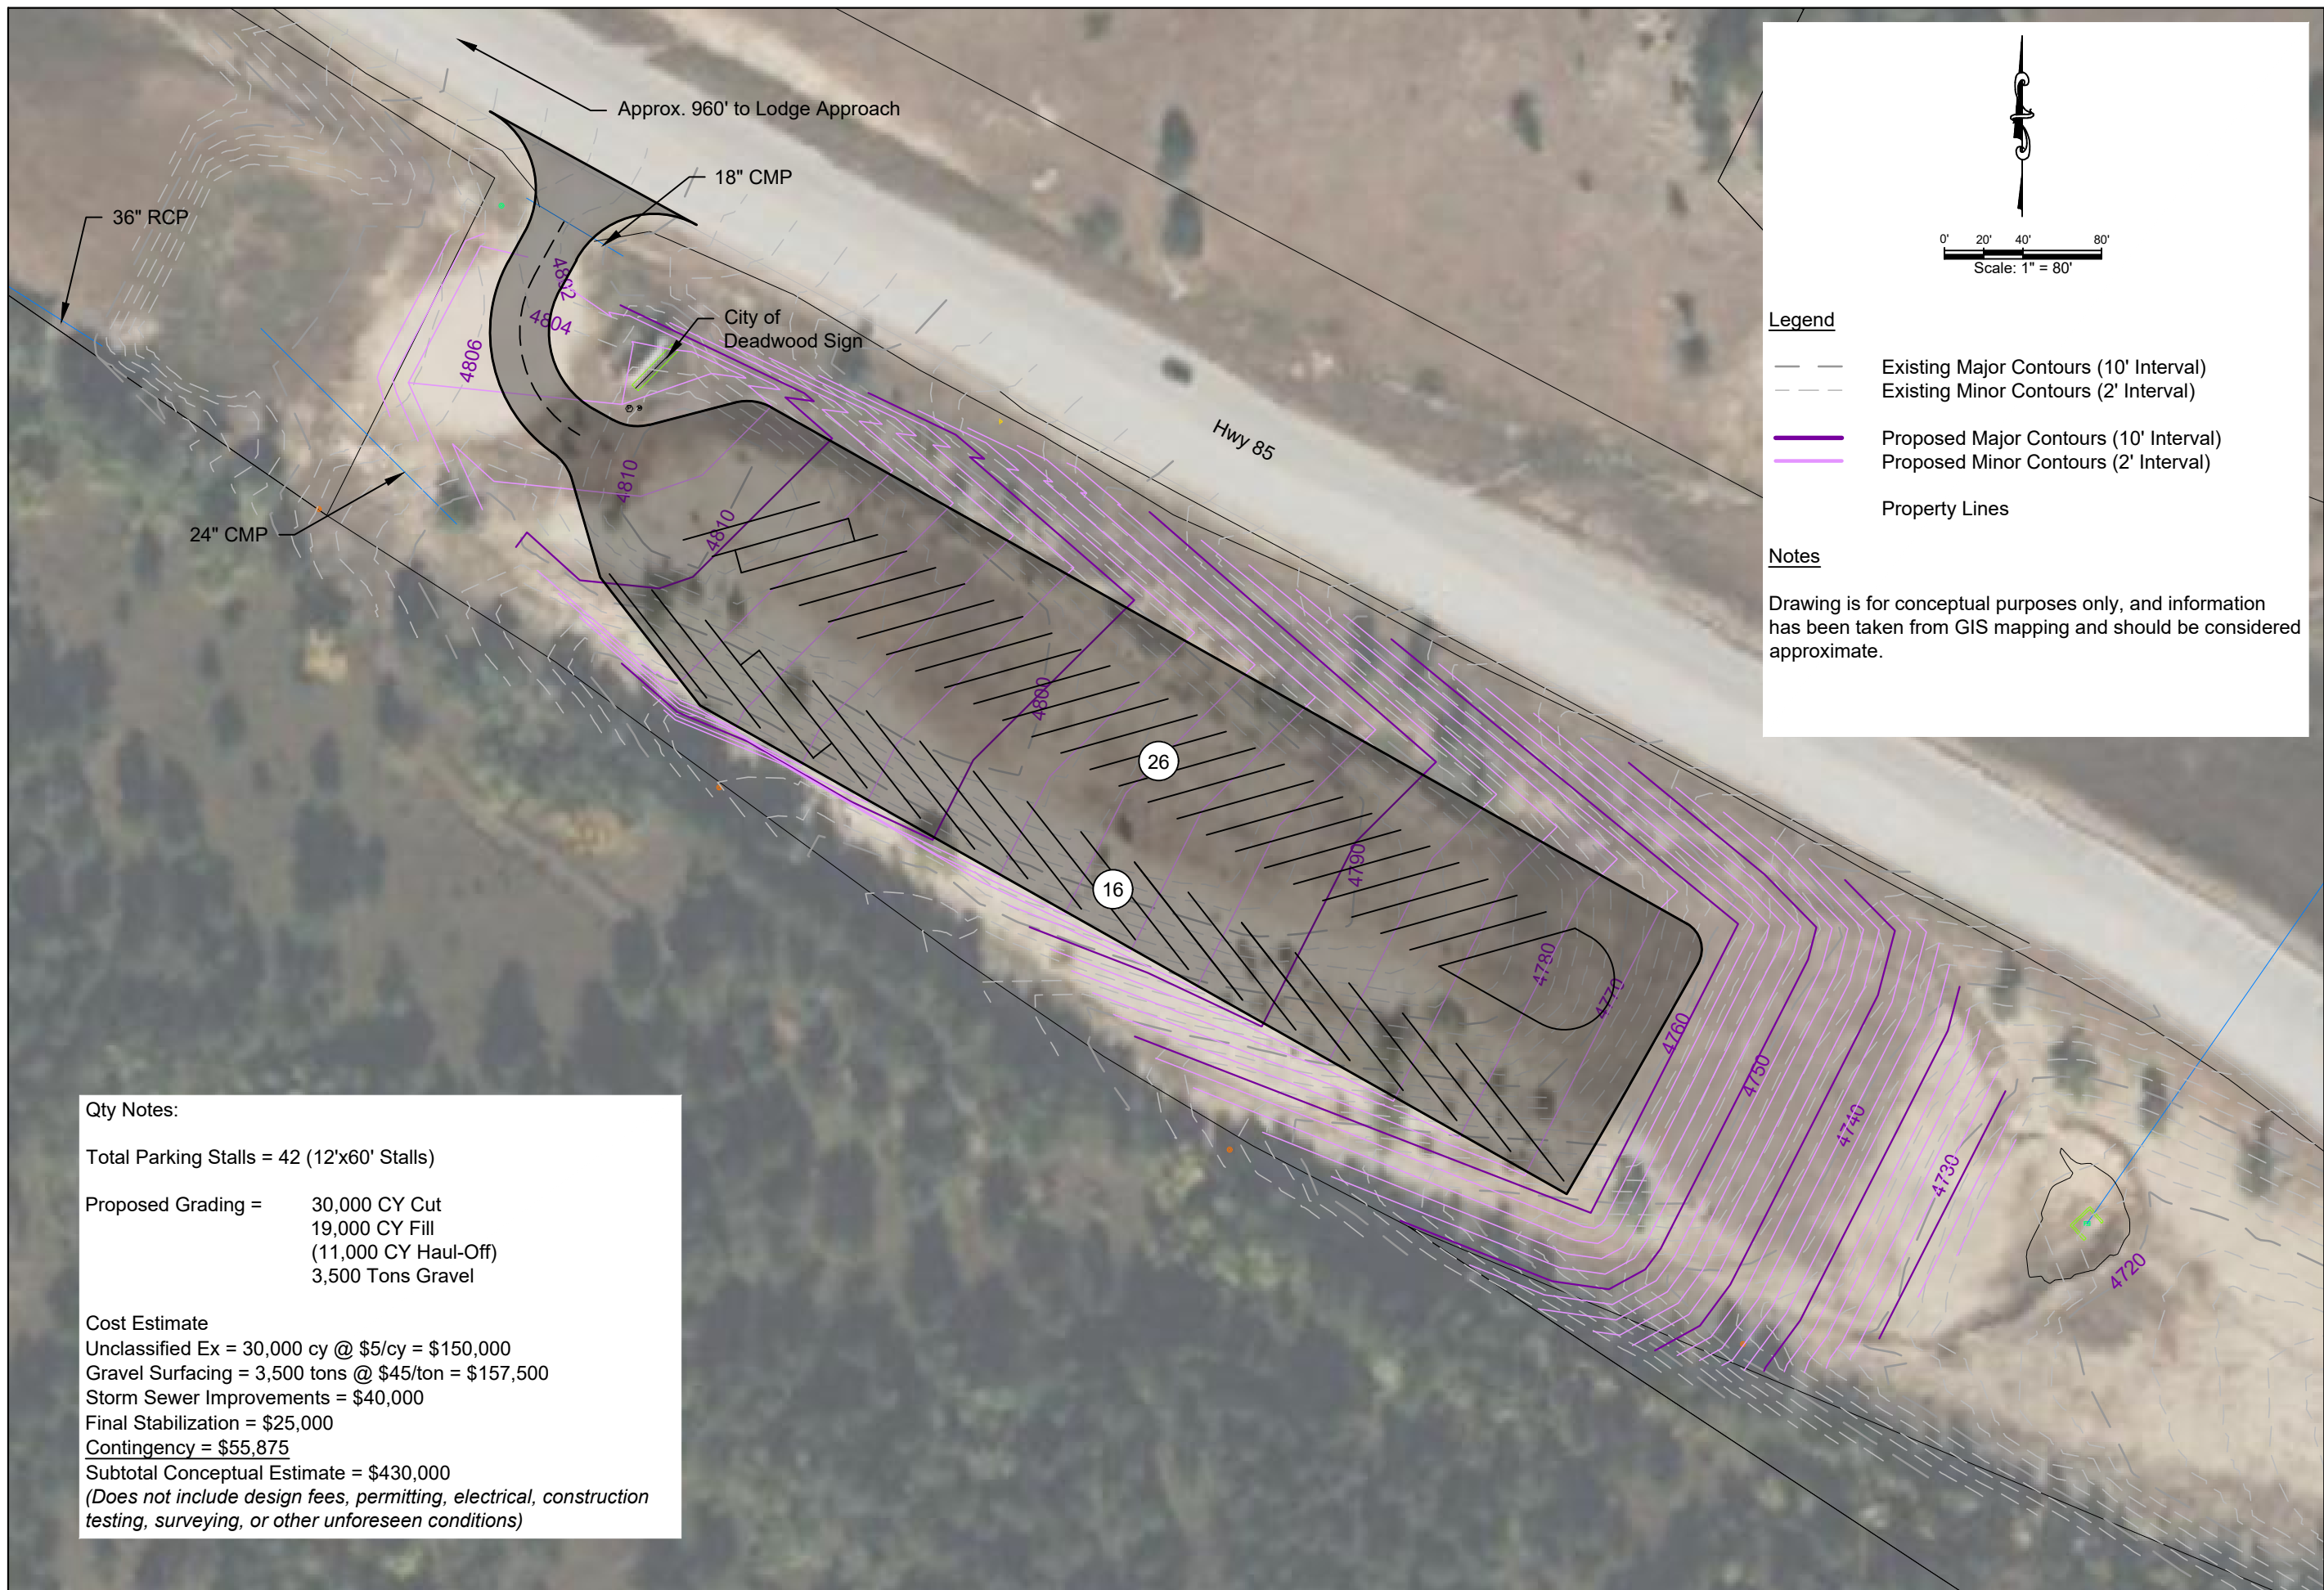 Approx. 960' to Lodge Approach
18" CMP
36" RCP
City of
Deadwood Sign
24" CMP
Hwy 85
4802
4804
4806
4810
4810
4800
4790
4780
4770
4760
4750
4740
4730
4720
26
16
0' 20' 40' 80'
Scale: 1" = 80'
Legend
Existing Major Contours (10' Interval)
Existing Minor Contours (2' Interval)
Proposed Major Contours (10' Interval)
Proposed Minor Contours (2' Interval)
Property Lines
Notes
Drawing is for conceptual purposes only, and information
has been taken from GIS mapping and should be considered
approximate.
Qty Notes:
Total Parking Stalls = 42 (12'x60' Stalls)
Proposed Grading = 30,000 CY Cut
19,000 CY Fill
(11,000 CY Haul-Off)
3,500 Tons Gravel
Cost Estimate
Unclassified Ex = 30,000 cy @ $5/cy = $150,000
Gravel Surfacing = 3,500 tons @ $45/ton = $157,500
Storm Sewer Improvements = $40,000
Final Stabilization = $25,000
Contingency = $55,875
Subtotal Conceptual Estimate = $430,000
(Does not include design fees, permitting, electrical, construction
testing, surveying, or other unforeseen conditions)